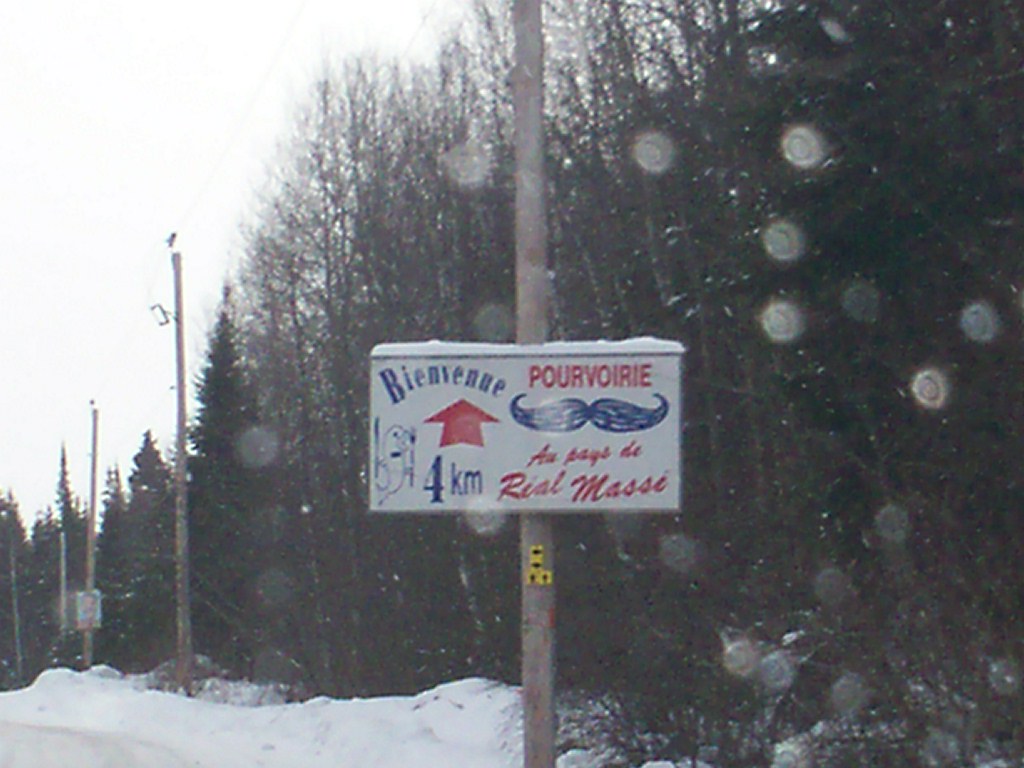 Bienvenue
4 km
POURVOIRIE
Au pays de
Réal Massé